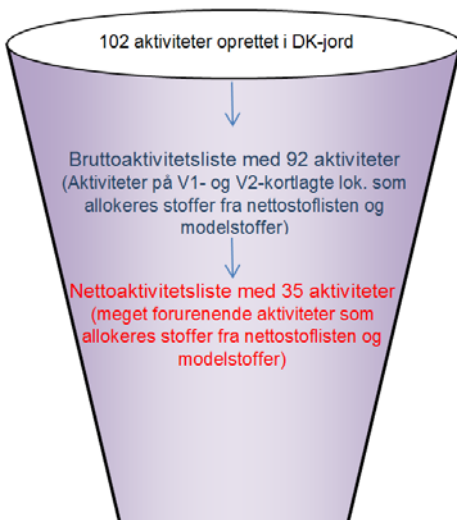 102 aktiviteter oprettet i DK-jord
Bruttoaktivitetsliste med 92 aktiviteter
(Aktiviteter på V1- og V2-kortlagte lok. som
allokeres stoffer fra nettostoflisten og
modelstoffer)
Nettoaktivitetsliste med 35 aktiviteter
(meget forurenende aktiviteter som
allokeres stoffer fra nettostoflisten og
modelstoffer)